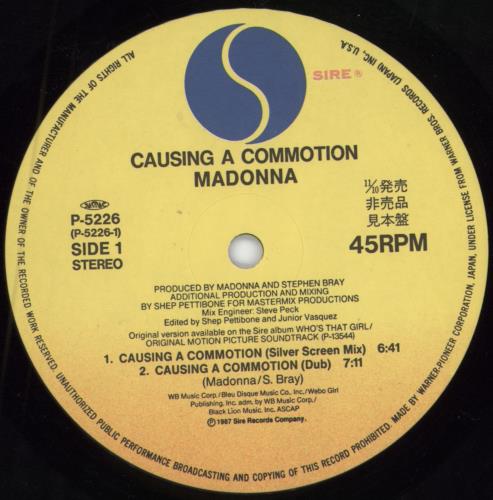 SIRE®
CAUSING A COMMOTION
MADONNA
P-5226
(P-5226-1)
SIDE 1
STEREO
11/10発売
非売品
見本盤
45RPM
PRODUCED BY MADONNA AND STEPHEN BRAY
ADDITIONAL PRODUCTION AND MIXING
BY SHEP PETTIBONE FOR MASTERMIX PRODUCTIONS
Mix Engineer: Steve Peck
Edited by Shep Pettibone and Junior Vasquez
Original version available on the Sire album WHO'S THAT GIRL/
ORIGINAL MOTION PICTURE SOUNDTRACK (P-13544)
1. CAUSING A COMMOTION (Silver Screen Mix) 6:41
2. CAUSING A COMMOTION (Dub) 7:11
(Madonna/S. Bray)
WB Music Corp./Bleu Disque Music Co. Inc./Webo Girl
Publishing, Inc. adm. by WB Music Corp./
Black Lion Music. Inc. ASCAP
℗©1987 Sire Records Company.
ALL RIGHTS OF THE MANUFACTURER AND OF THE OWNER OF THE RECORDED WORK RESERVED. UNAUTHORIZED PUBLIC PERFORMANCE BROADCASTING AND COPYING OF THIS RECORD PROHIBITED. MADE BY WARNER-PIONEER CORPORATION, JAPAN, UNDER LICENSE FROM WARNER BROS. RECORDS (JAPAN) INC., U.S.A.